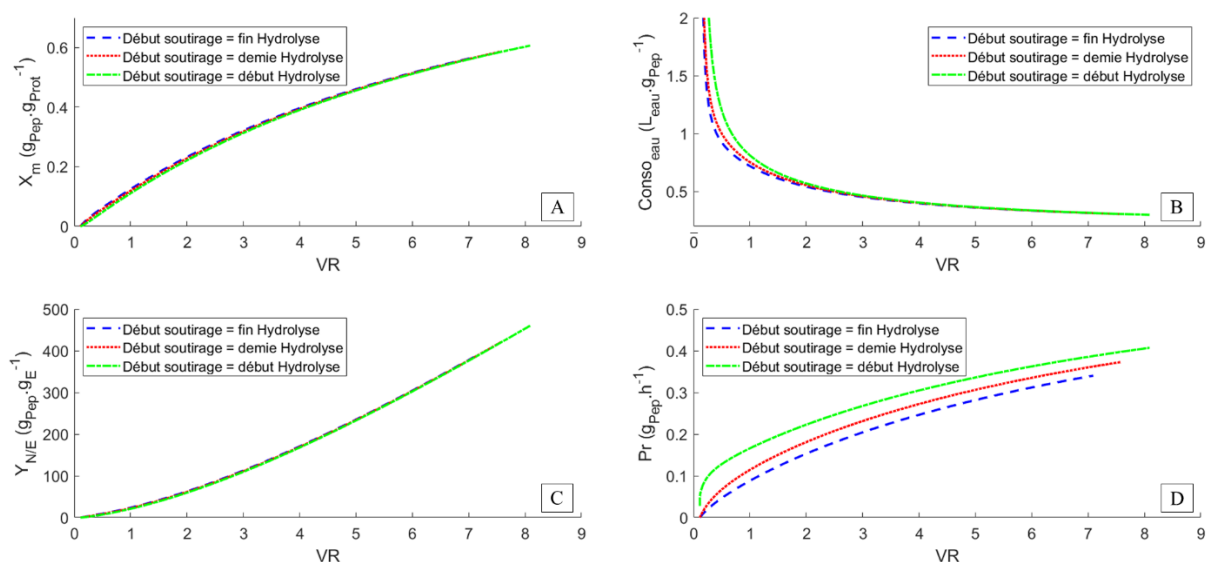 Début soutirage = fin Hydrolyse
Début soutirage = demie Hydrolyse
Début soutirage = début Hydrolyse
X_m (g_Pep.g_Prot^-1)
0.6
0.4
0.2
0
0 1 2 3 4 5 6 7 8 9
VR
A
Début soutirage = fin Hydrolyse
Début soutirage = demie Hydrolyse
Début soutirage = début Hydrolyse
Conso_eau (L_eau.g_Pep^-1)
2
1.5
1
0.5
0 1 2 3 4 5 6 7 8 9
VR
B
Début soutirage = fin Hydrolyse
Début soutirage = demie Hydrolyse
Début soutirage = début Hydrolyse
Y_N/E (g_Pep.g_E^-1)
500
400
300
200
100
0
0 1 2 3 4 5 6 7 8 9
VR
C
Début soutirage = fin Hydrolyse
Début soutirage = demie Hydrolyse
Début soutirage = début Hydrolyse
Pr (g_Pep.h^-1)
0.5
0.4
0.3
0.2
0.1
0
0 1 2 3 4 5 6 7 8 9
VR
D